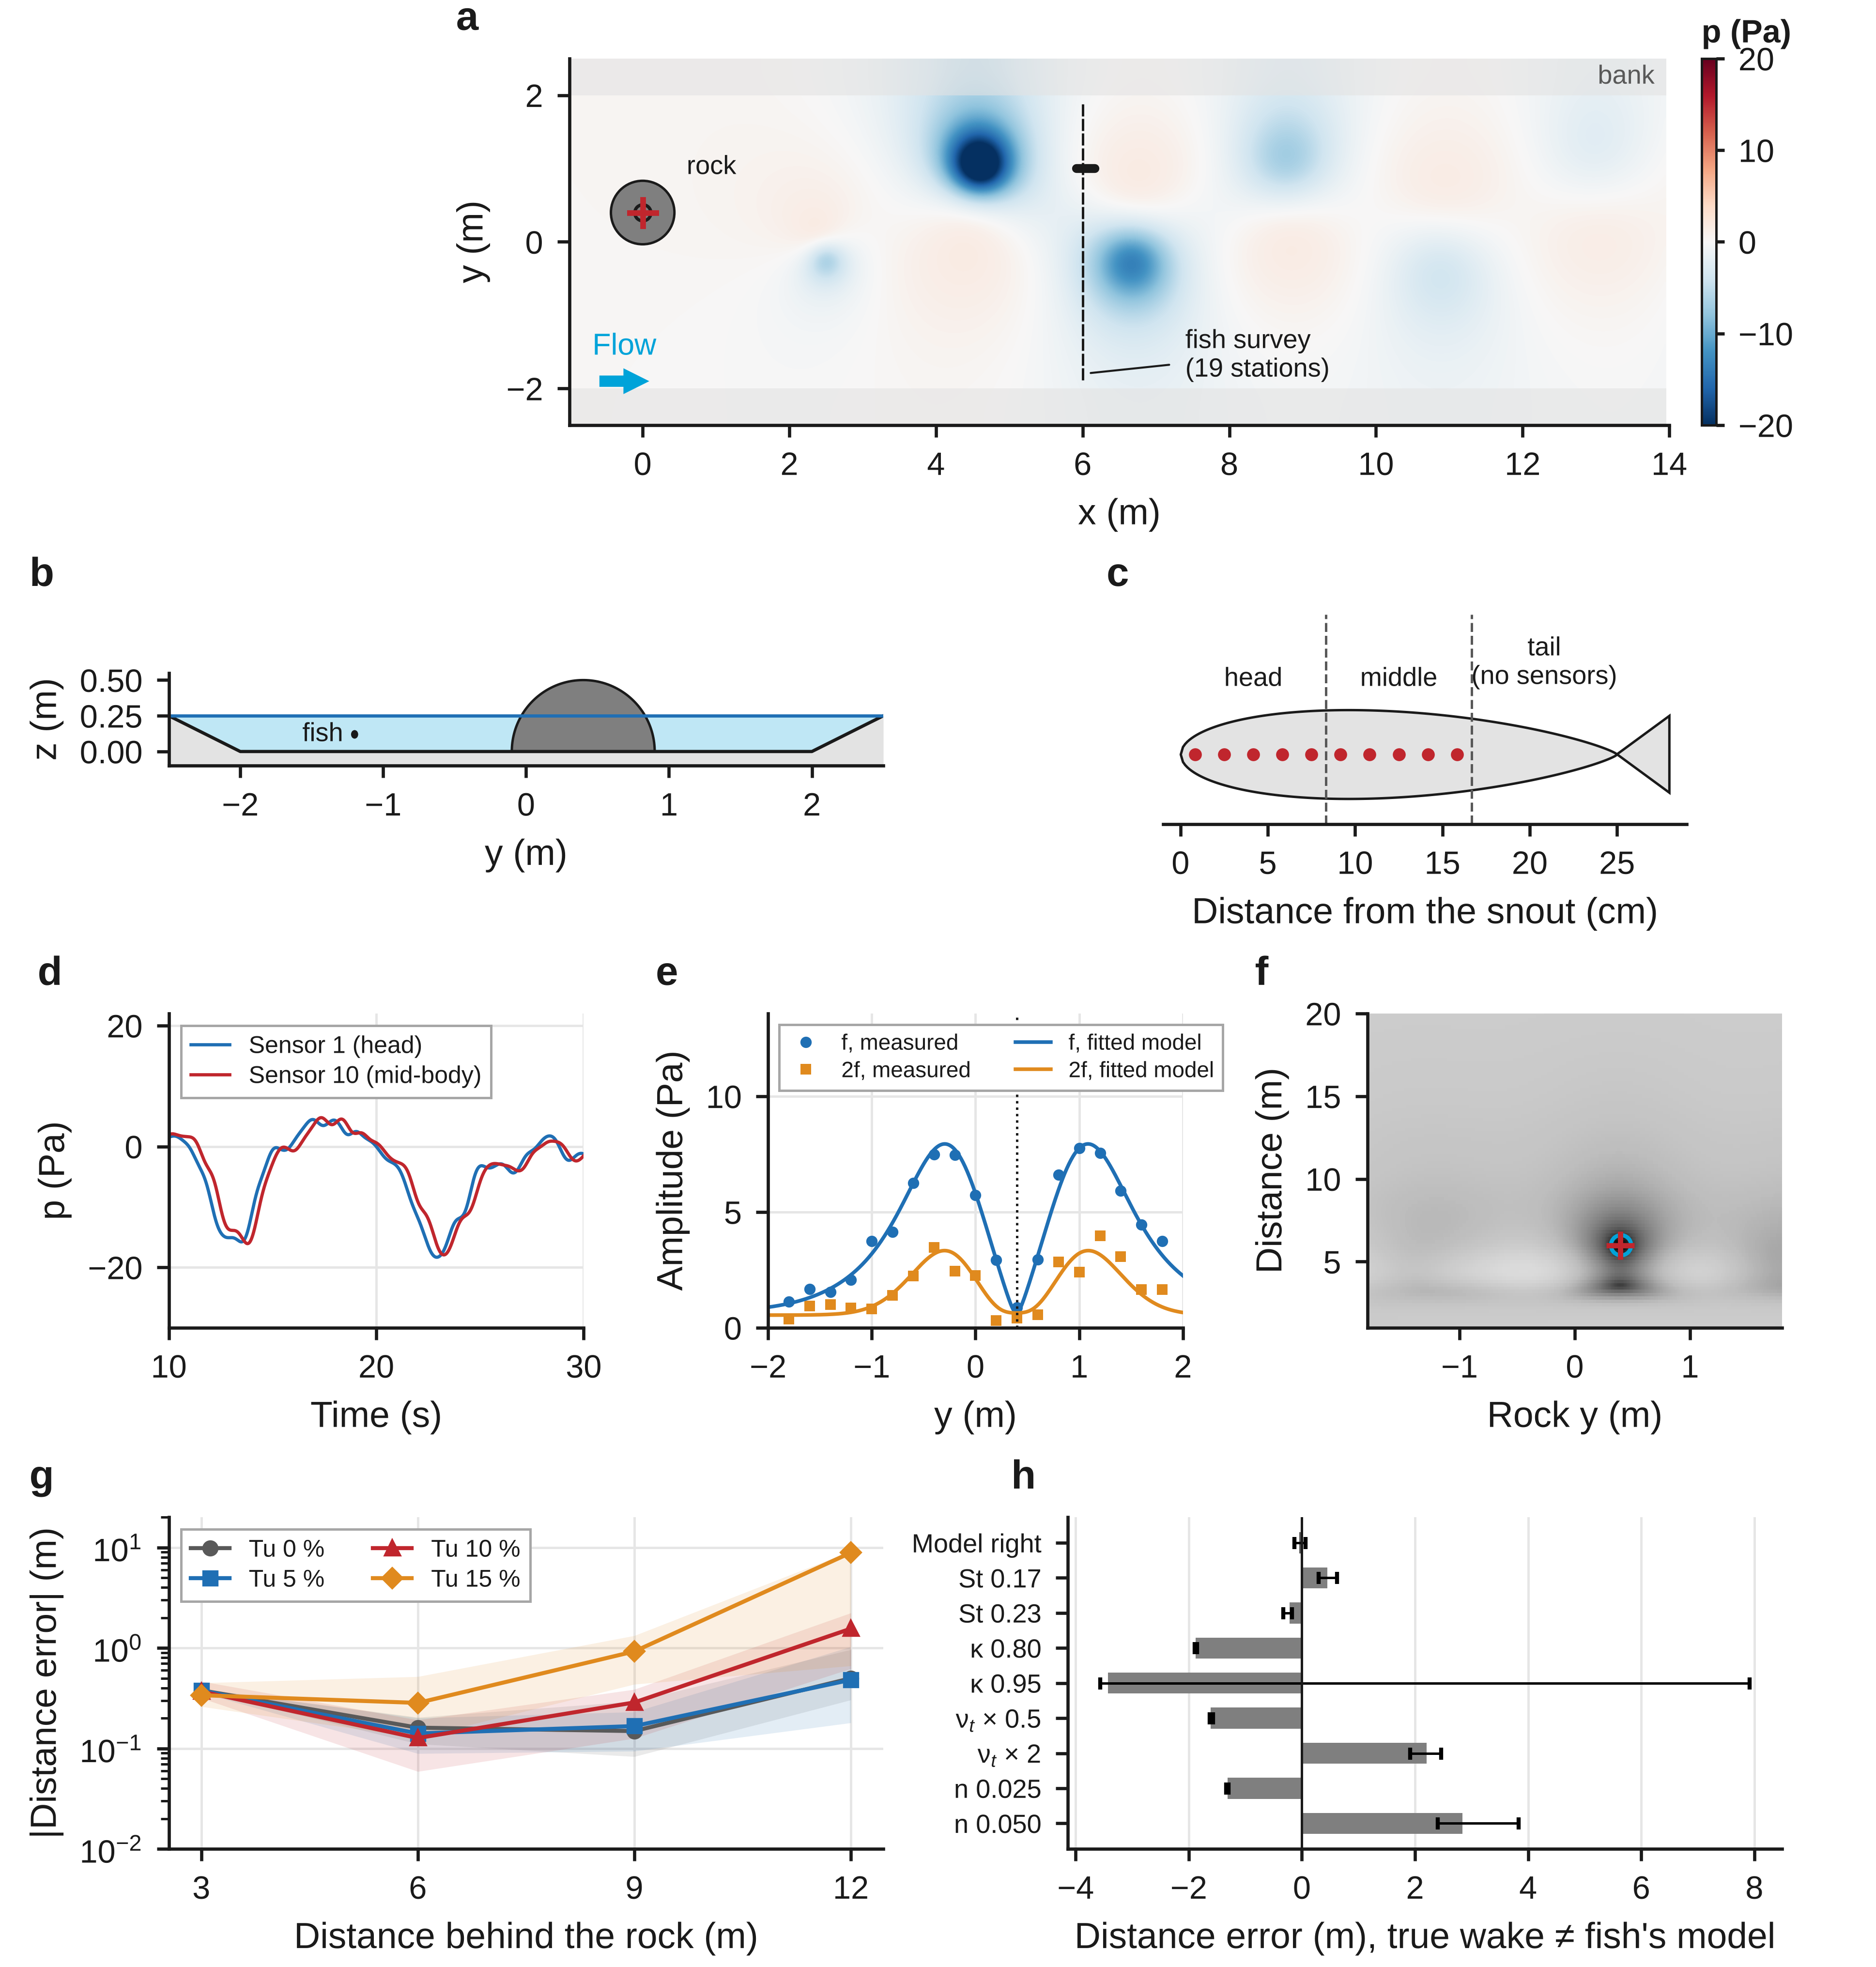 a
p (Pa)
20
10
0
−10
−20
bank
rock
Flow
fish survey
(19 stations)
y (m)
2
0
−2
0
2
4
6
8
10
12
14
x (m)
b
z (m)
0.50
0.25
0.00
fish
−2
−1
0
1
2
y (m)
c
head
middle
tail
(no sensors)
0
5
10
15
20
25
Distance from the snout (cm)
d
p (Pa)
20
0
−20
Sensor 1 (head)
Sensor 10 (mid-body)
10
20
30
Time (s)
e
Amplitude (Pa)
10
5
0
f, measured
2f, measured
f, fitted model
2f, fitted model
−2
−1
0
1
2
y (m)
f
Distance (m)
20
15
10
5
−1
0
1
Rock y (m)
g
|Distance error| (m)
10¹
10⁰
10⁻¹
10⁻²
Tu 0 %
Tu 5 %
Tu 10 %
Tu 15 %
3
6
9
12
Distance behind the rock (m)
h
Model right
St 0.17
St 0.23
κ 0.80
κ 0.95
νₜ × 0.5
νₜ × 2
n 0.025
n 0.050
−4
−2
0
2
4
6
8
Distance error (m), true wake ≠ fish's model